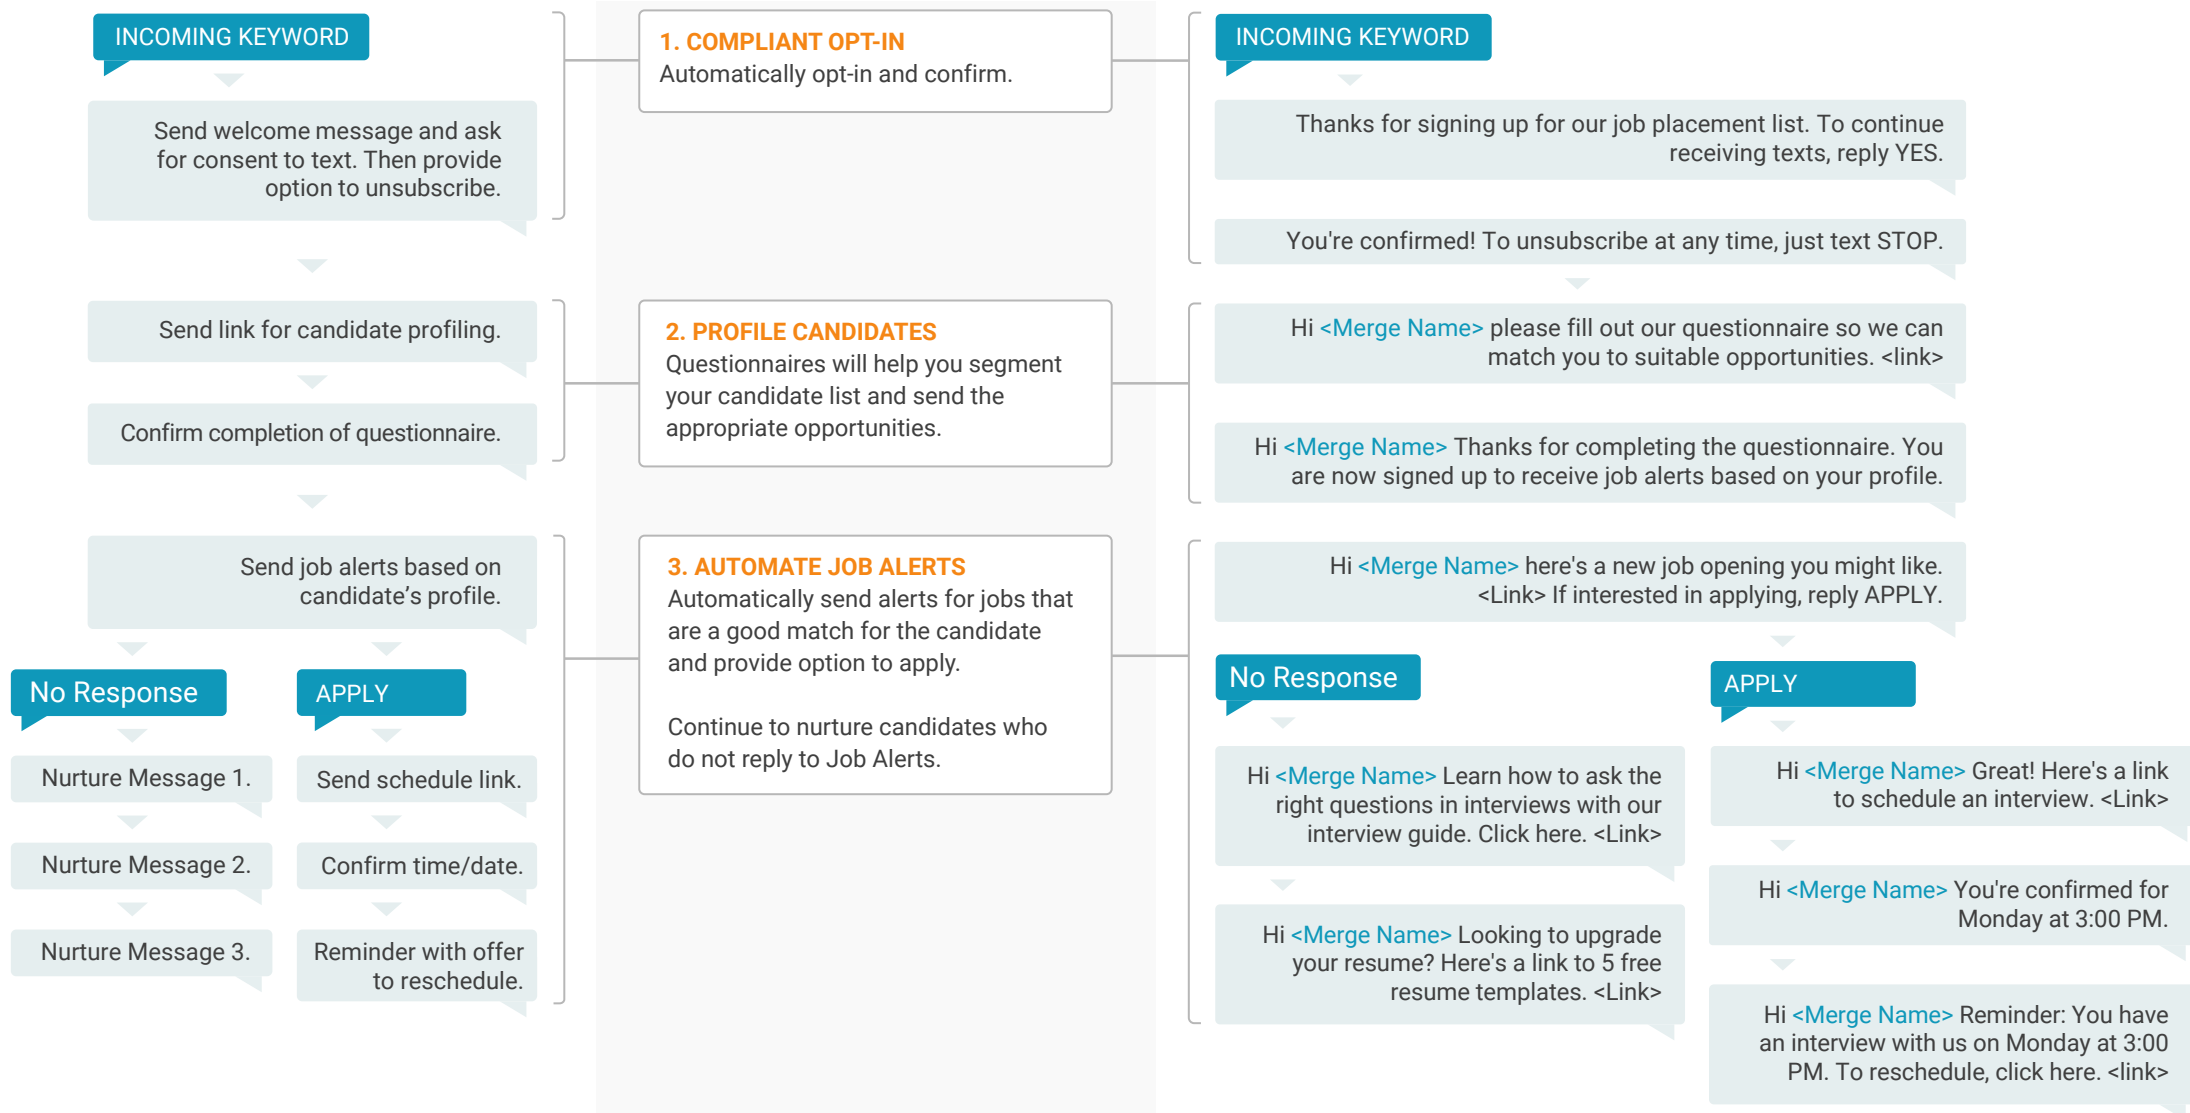 INCOMING KEYWORD
Send welcome message and ask
for consent to text. Then provide
option to unsubscribe.
Send link for candidate profiling.
Confirm completion of questionnaire.
Send job alerts based on
candidate’s profile.
No Response
Nurture Message 1.
Nurture Message 2.
Nurture Message 3.
APPLY
Send schedule link.
Confirm time/date.
Reminder with offer
to reschedule.
1. COMPLIANT OPT-IN
Automatically opt-in and confirm.
2. PROFILE CANDIDATES
Questionnaires will help you segment
your candidate list and send the
appropriate opportunities.
3. AUTOMATE JOB ALERTS
Automatically send alerts for jobs that
are a good match for the candidate
and provide option to apply.
Continue to nurture candidates who
do not reply to Job Alerts.
INCOMING KEYWORD
Thanks for signing up for our job placement list. To continue
receiving texts, reply YES.
You're confirmed! To unsubscribe at any time, just text STOP.
Hi <Merge Name> please fill out our questionnaire so we can
match you to suitable opportunities. <link>
Hi <Merge Name> Thanks for completing the questionnaire. You
are now signed up to receive job alerts based on your profile.
Hi <Merge Name> here's a new job opening you might like.
<Link> If interested in applying, reply APPLY.
No Response
Hi <Merge Name> Learn how to ask the
right questions in interviews with our
interview guide. Click here. <Link>
Hi <Merge Name> Looking to upgrade
your resume? Here's a link to 5 free
resume templates. <Link>
APPLY
Hi <Merge Name> Great! Here's a link
to schedule an interview. <Link>
Hi <Merge Name> You're confirmed for
Monday at 3:00 PM.
Hi <Merge Name> Reminder: You have
an interview with us on Monday at 3:00
PM. To reschedule, click here. <link>